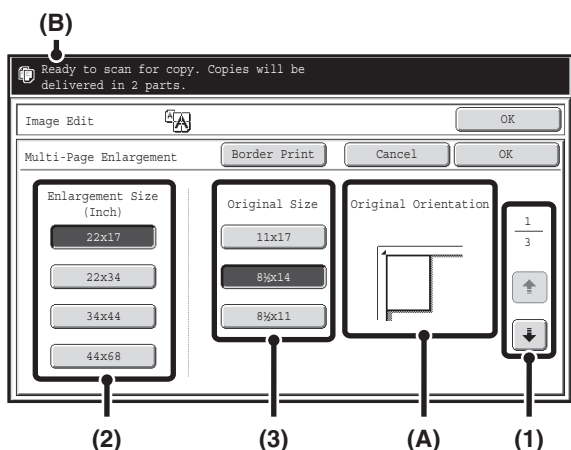 (B)
Ready to scan for copy. Copies will be
delivered in 2 parts.
Image Edit
A A
OK
Multi-Page Enlargement
Border Print
Cancel
OK
Enlargement Size
(Inch)
22x17
22x34
34x44
44x68
Original Size
11x17
8½x14
8½x11
Original Orientation
1
3
(2)
(3)
(A)
(1)